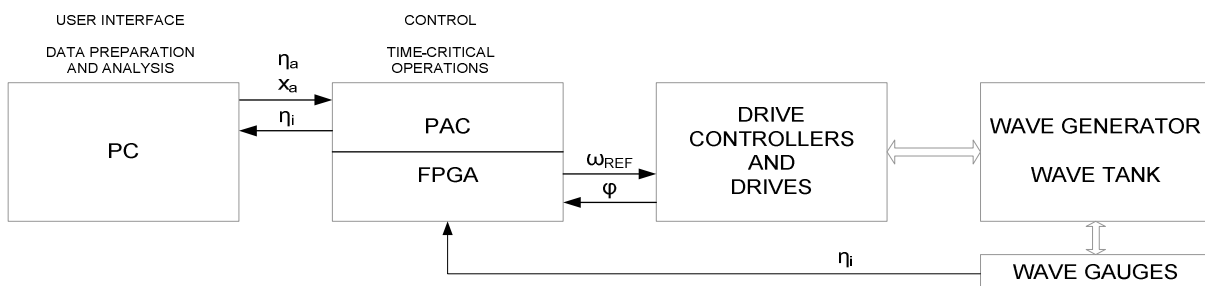 USER INTERFACE
DATA PREPARATION
AND ANALYSIS
CONTROL
TIME-CRITICAL
OPERATIONS
ηa
xa
ηi
PC
PAC
FPGA
ωREF
φ
DRIVE
CONTROLLERS
AND
DRIVES
WAVE GENERATOR
WAVE TANK
ηi
WAVE GAUGES